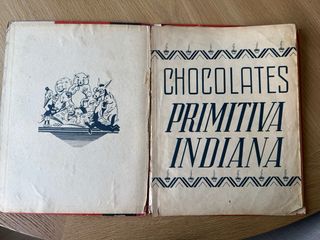 CHOCOLATES
PRIMITIVA
INDIANA